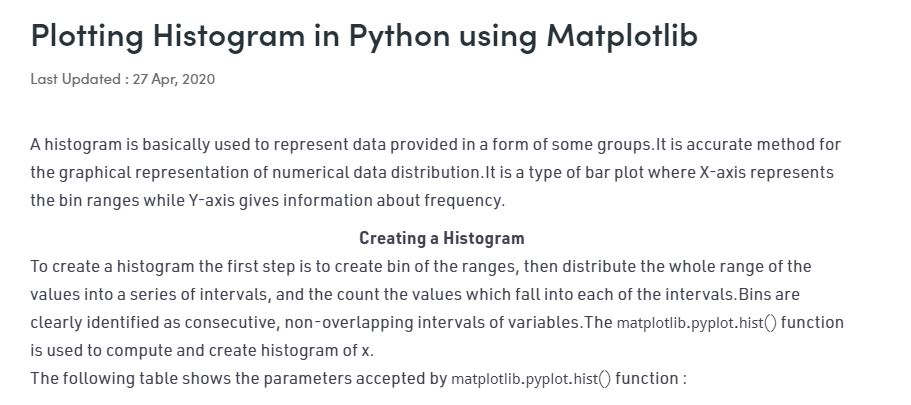 Plotting Histogram in Python using Matplotlib
Last Updated : 27 Apr, 2020
A histogram is basically used to represent data provided in a form of some groups.It is accurate method for
the graphical representation of numerical data distribution.It is a type of bar plot where X-axis represents
the bin ranges while Y-axis gives information about frequency.
Creating a Histogram
To create a histogram the first step is to create bin of the ranges, then distribute the whole range of the
values into a series of intervals, and the count the values which fall into each of the intervals.Bins are
clearly identified as consecutive, non-overlapping intervals of variables.The matplotlib.pyplot.hist() function
is used to compute and create histogram of x.
The following table shows the parameters accepted by matplotlib.pyplot.hist() function :